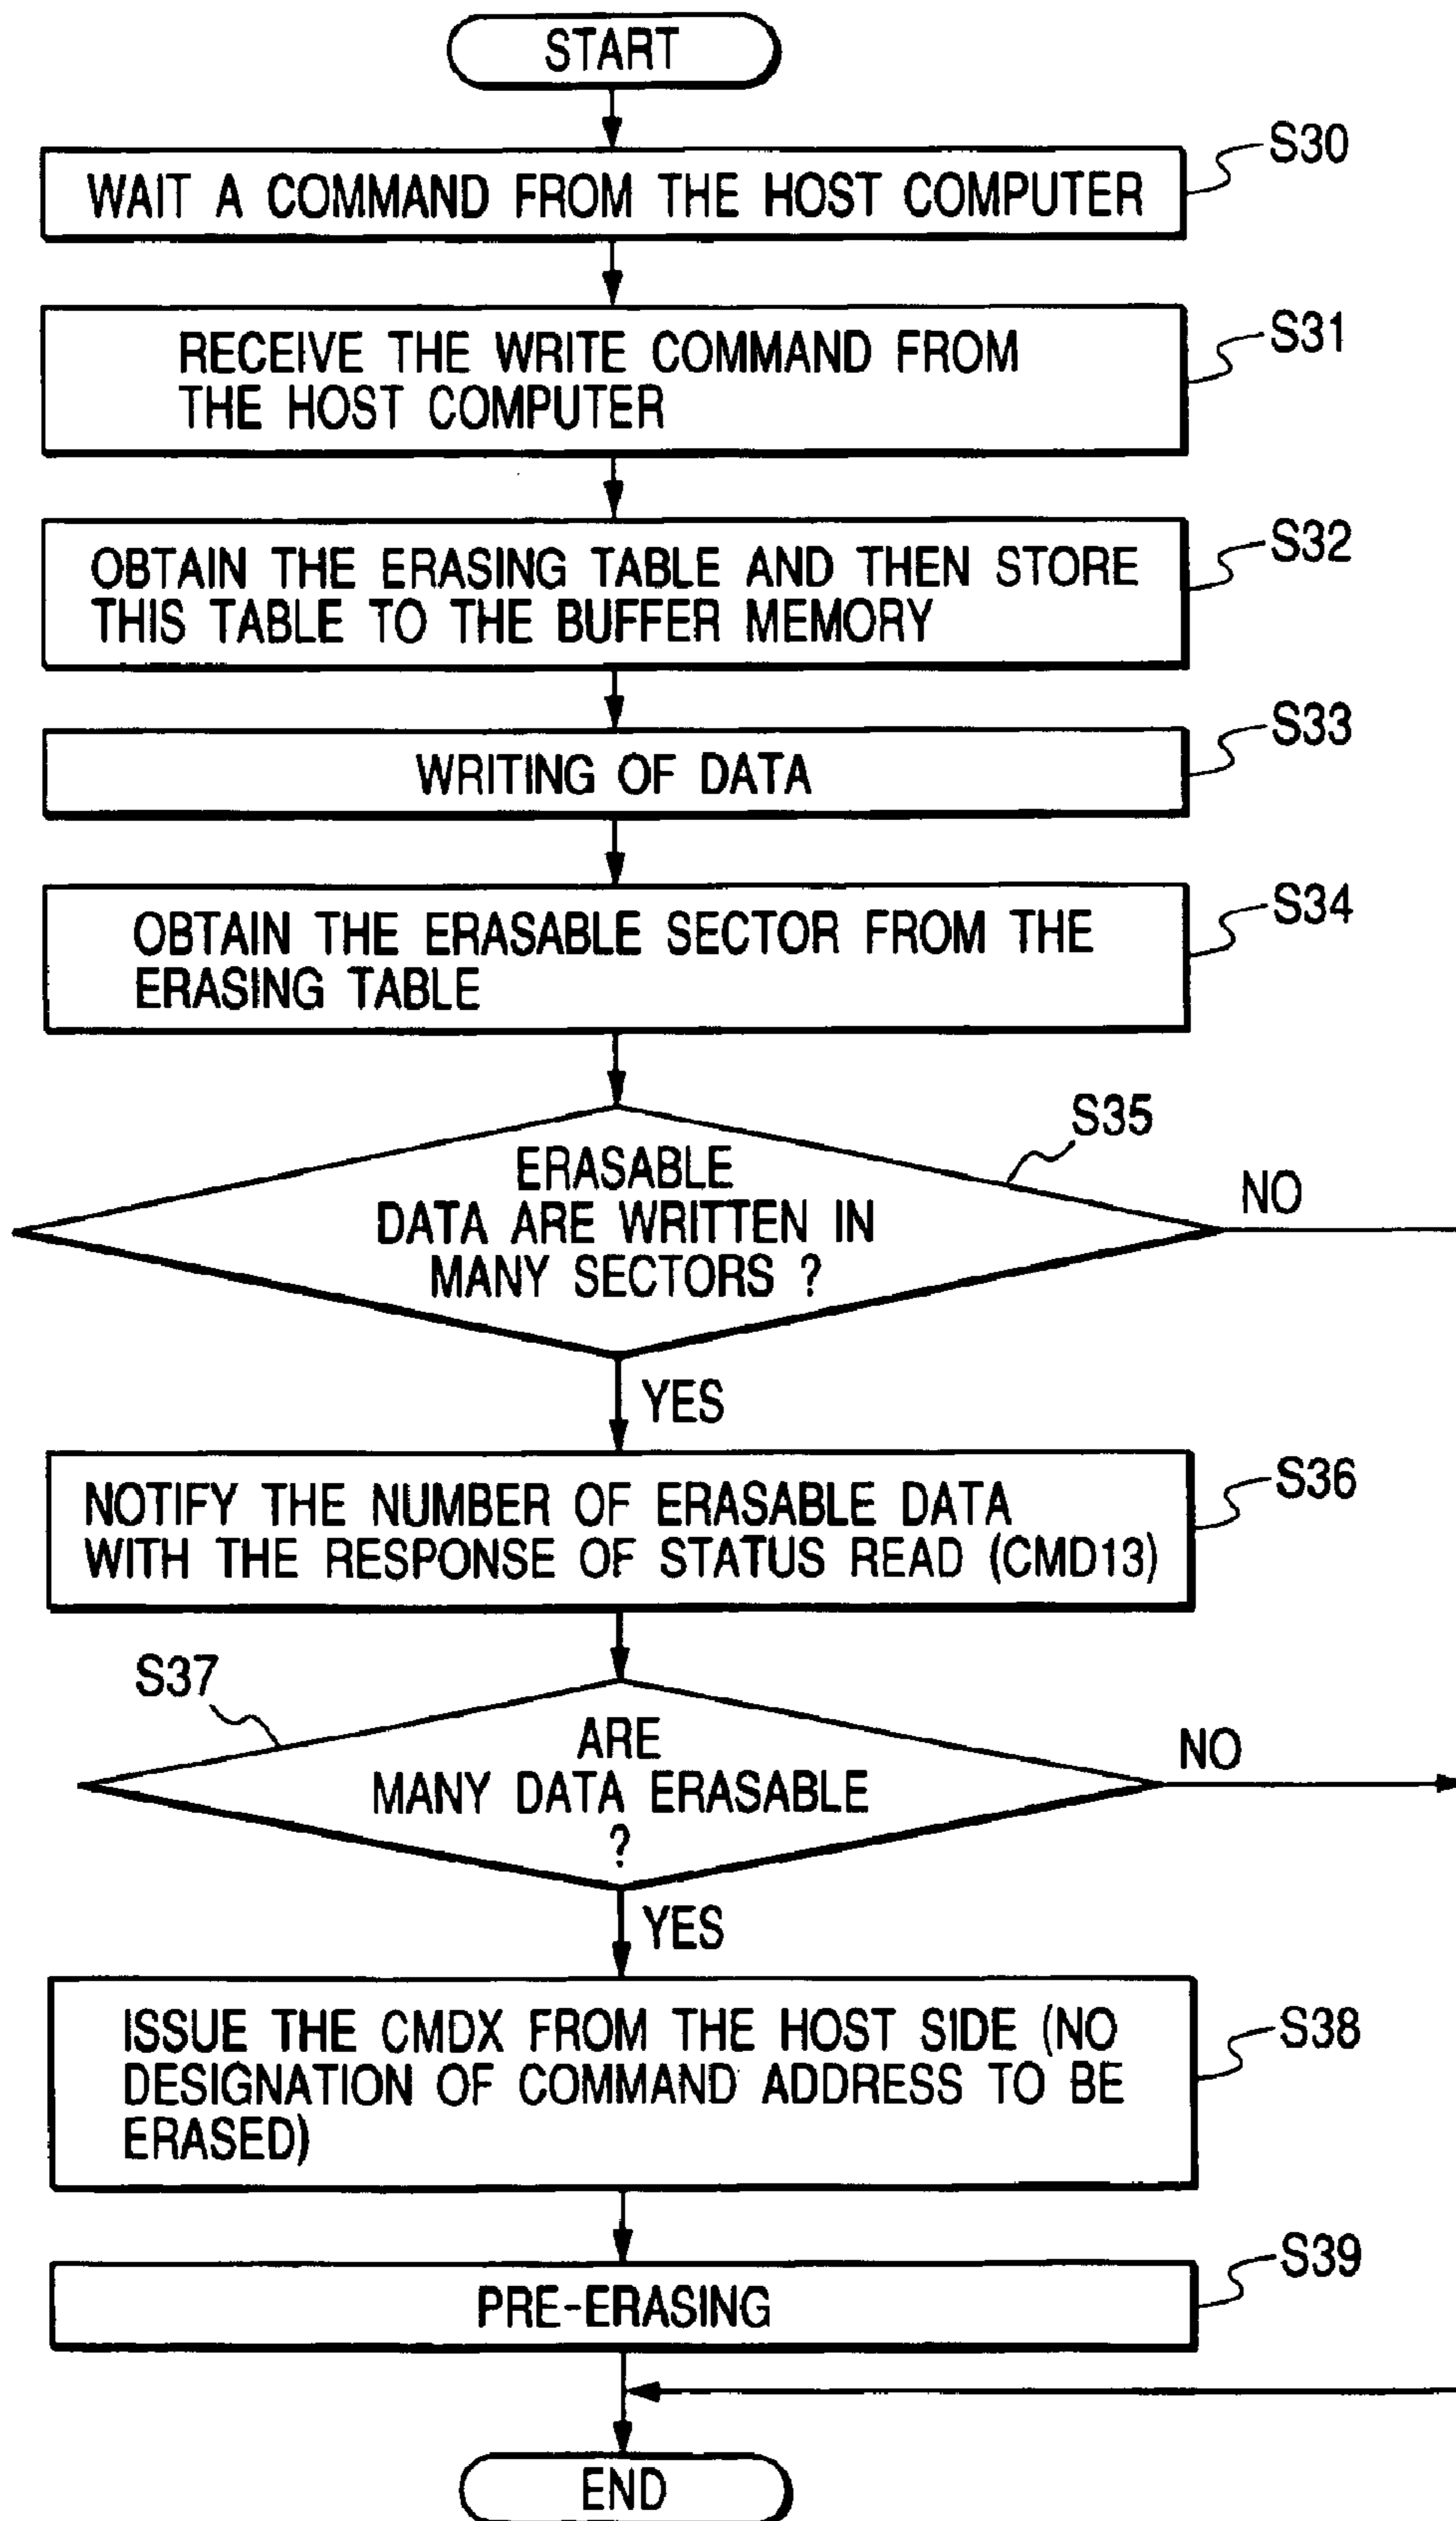 START
S30
WAIT A COMMAND FROM THE HOST COMPUTER
S31
RECEIVE THE WRITE COMMAND FROM
THE HOST COMPUTER
S32
OBTAIN THE ERASING TABLE AND THEN STORE
THIS TABLE TO THE BUFFER MEMORY
S33
WRITING OF DATA
S34
OBTAIN THE ERASABLE SECTOR FROM THE
ERASING TABLE
S35
ERASABLE
DATA ARE WRITTEN IN
MANY SECTORS ?
NO
YES
S36
NOTIFY THE NUMBER OF ERASABLE DATA
WITH THE RESPONSE OF STATUS READ (CMD13)
S37
ARE
MANY DATA ERASABLE
?
NO
YES
S38
ISSUE THE CMDX FROM THE HOST SIDE (NO
DESIGNATION OF COMMAND ADDRESS TO BE
ERASED)
S39
PRE-ERASING
END